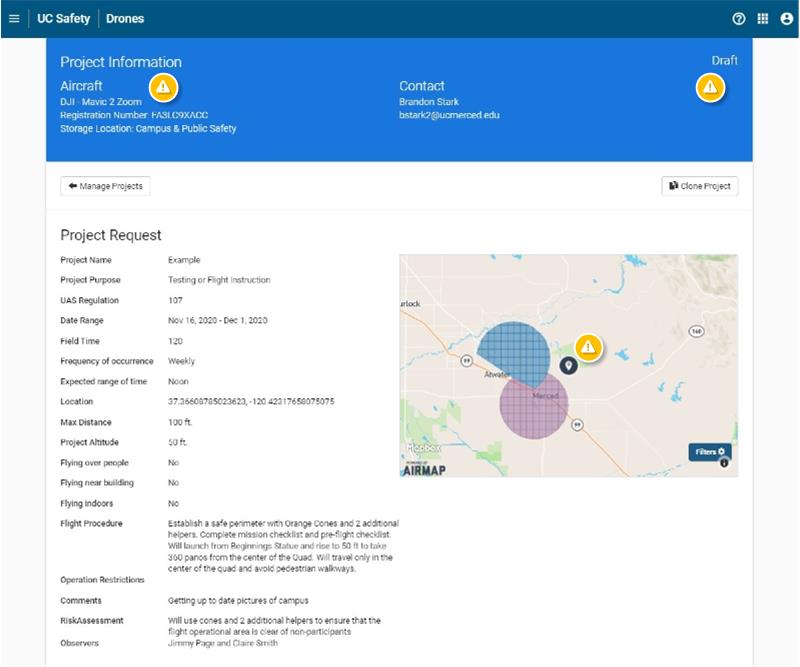 UC Safety Drones
Project Information
Draft
Aircraft
DJI - Mavic 2 Zoom
Registration Number: FA3LC9XACC
Storage Location: Campus & Public Safety
Contact
Brandon Stark
bstark2@ucmerced.edu
Manage Projects
Clone Project
Project Request
Project Name Example
Project Purpose Testing or Flight Instruction
UAS Regulation 107
Date Range Nov 16, 2020 - Dec 1, 2020
Field Time 120
Frequency of occurrence Weekly
Expected range of time Noon
Location 37.36608785023623, -120.42317658075075
Max Distance 100 ft.
Project Altitude 50 ft.
Flying over people No
Flying near building No
Flying Indoors No
Flight Procedure Establish a safe perimeter with Orange Cones and 2 additional
helpers. Complete mission checklist and pre-flight checklist.
Will launch from Beginnings Statue and rise to 50 ft to take
360 panos from the center of the Quad. Will travel only in the
center of the quad and avoid pedestrian walkways.
Operation Restrictions
Comments Getting up to date pictures of campus
RiskAssessment Will use cones and 2 additional helpers to ensure that the
flight operational area is clear of non-participants
Observers Jimmy Page and Claire Smith
urlock
140
99
Atwater
Merced
99
Mapbox
POWERED BY
AIRMAP
Filters